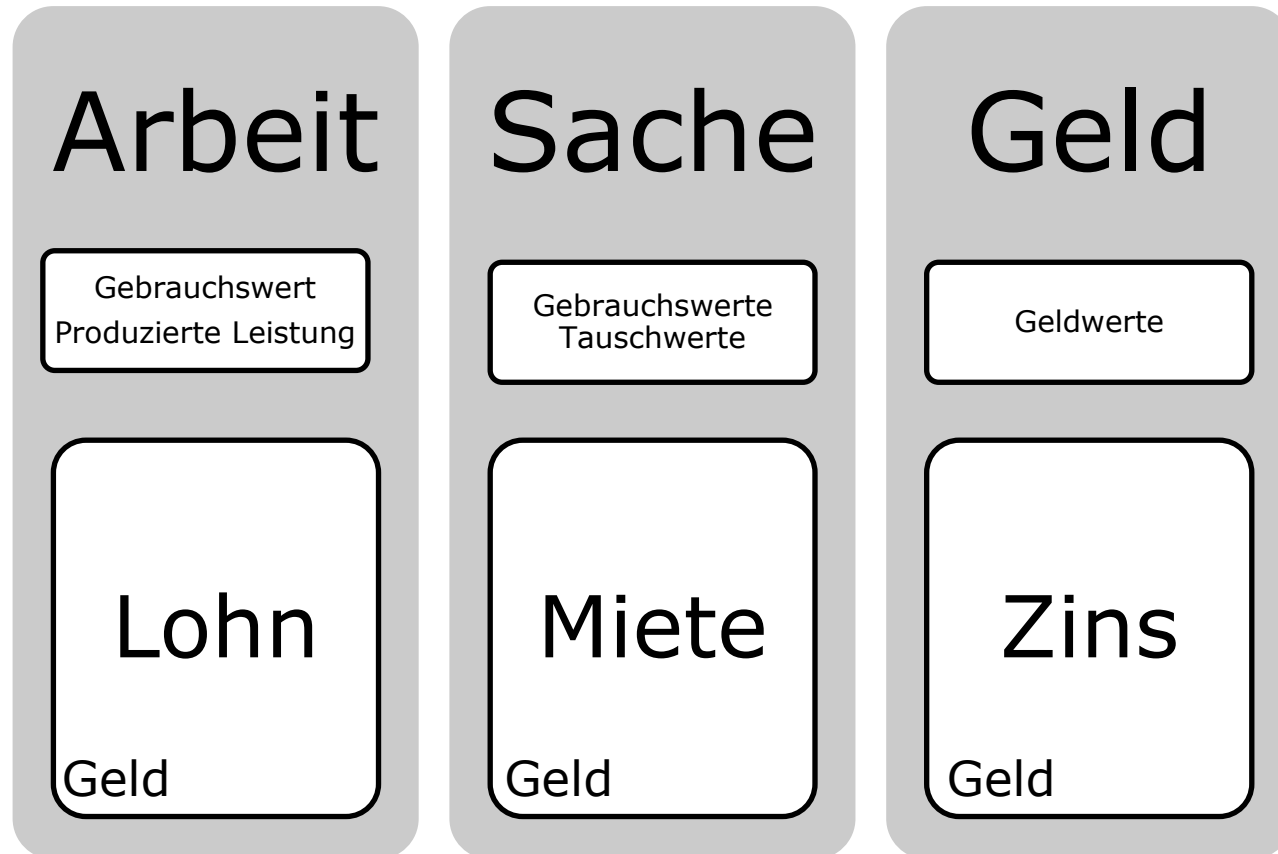 Arbeit
Gebrauchswert
Produzierte Leistung
Lohn
Geld
Sache
Gebrauchswerte
Tauschwerte
Miete
Geld
Geld
Geldwerte
Zins
Geld